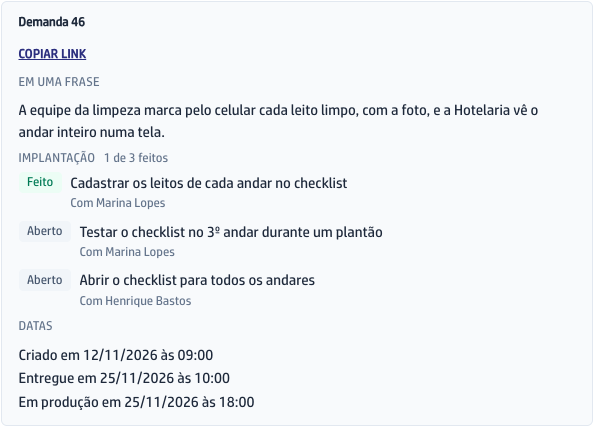 Demanda 46
COPIAR LINK
EM UMA FRASE
A equipe da limpeza marca pelo celular cada leito limpo, com a foto, e a Hotelaria vê o
andar inteiro numa tela.
IMPLANTAÇÃO 1 de 3 feitos
Feito Cadastrar os leitos de cada andar no checklist
Com Marina Lopes
Aberto Testar o checklist no 3º andar durante um plantão
Com Marina Lopes
Aberto Abrir o checklist para todos os andares
Com Henrique Bastos
DATAS
Criado em 12/11/2026 às 09:00
Entregue em 25/11/2026 às 10:00
Em produção em 25/11/2026 às 18:00